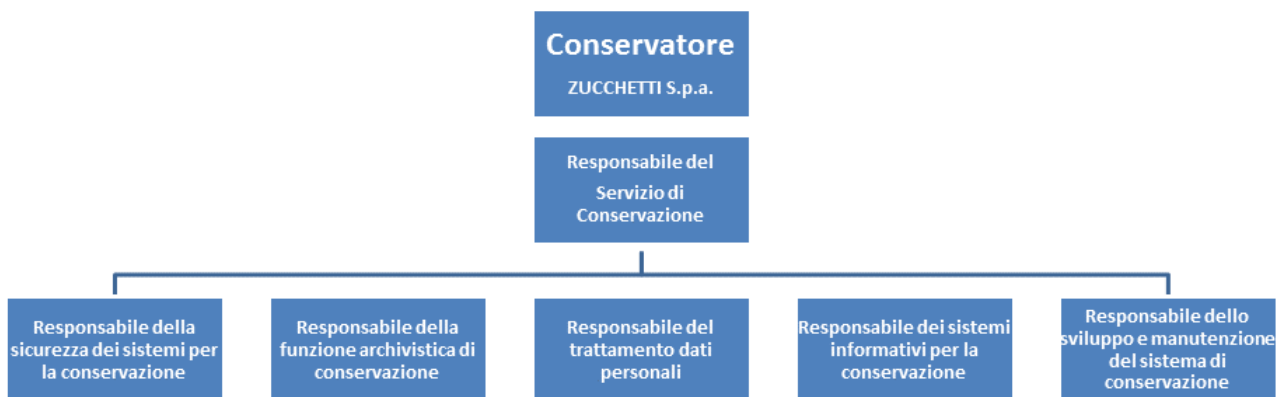 Conservatore
ZUCCHETTI S.p.a.
Responsabile del
Servizio di
Conservazione
Responsabile della
sicurezza dei sistemi per
la conservazione
Responsabile della
funzione archivistica di
conservazione
Responsabile del
trattamento dati
personali
Responsabile dei sistemi
informativi per la
conservazione
Responsabile dello
sviluppo e manutenzione
del sistema di
conservazione